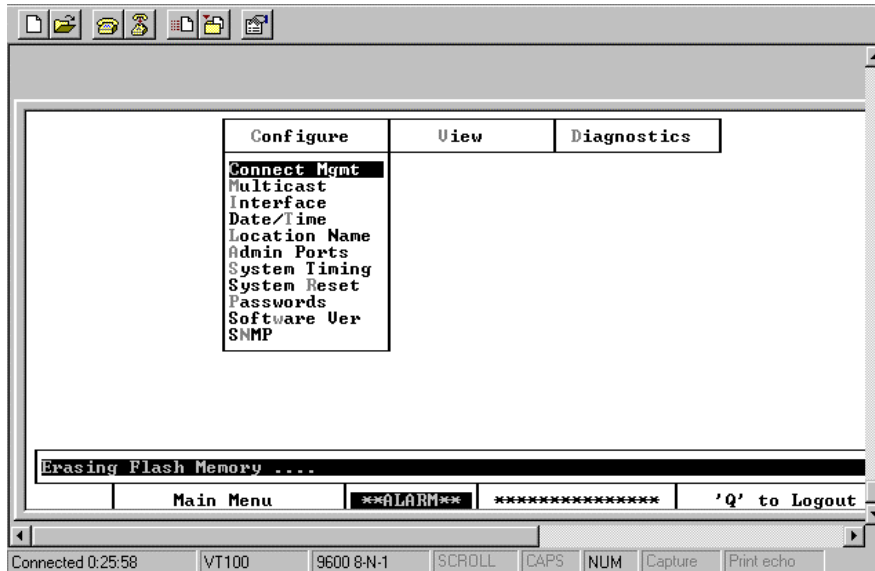 Configure View Diagnostics
Connect Mgmt
Multicast
Interface
Date/Time
Location Name
Admin Ports
System Timing
System Reset
Passwords
Software Ver
SNMP
Erasing Flash Memory ....
Main Menu **ALARM** *************** 'Q' to Logout
Connected 0:25:58 VT100 9600 8-N-1 SCROLL CAPS NUM Capture Print echo